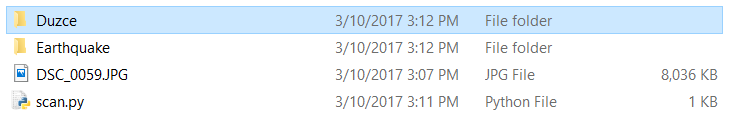 Duzce 3/10/2017 3:12 PM File folder
Earthquake 3/10/2017 3:12 PM File folder
DSC_0059.JPG 3/10/2017 3:07 PM JPG File 8,036 KB
scan.py 3/10/2017 3:11 PM Python File 1 KB